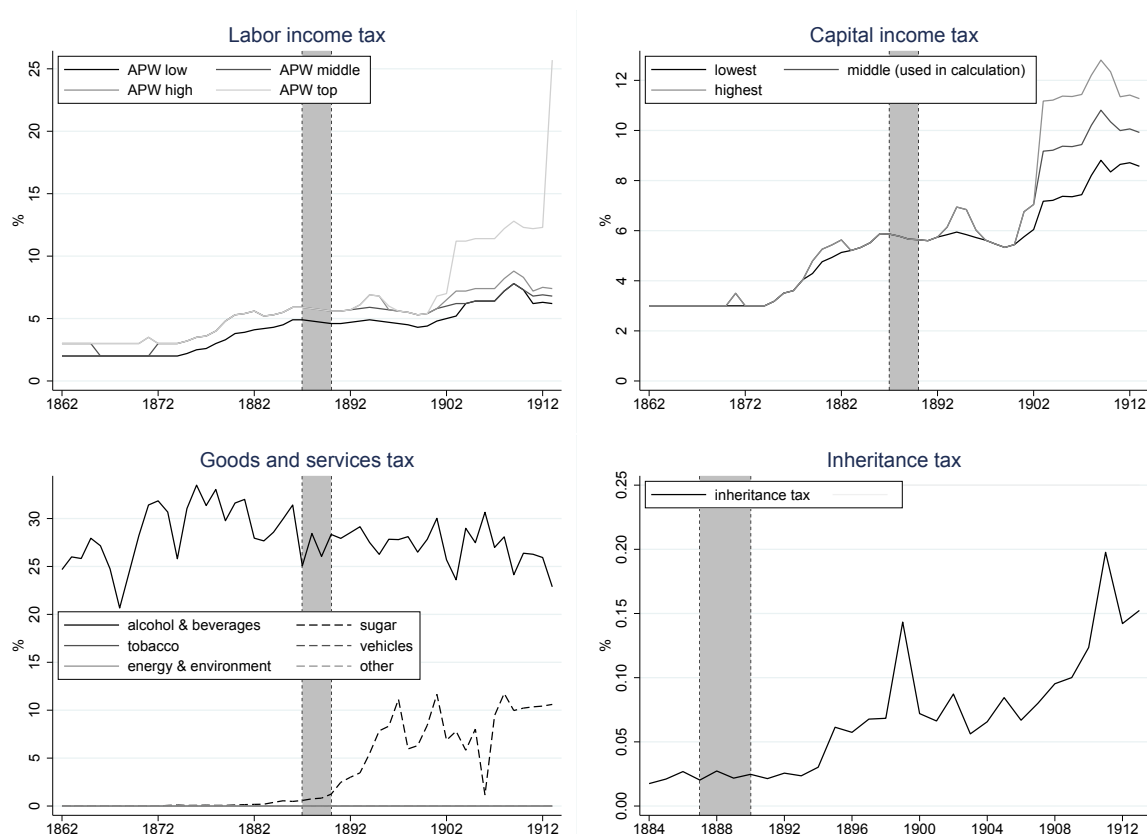 Labor income tax
APW low APW middle
APW high APW top
%
0 5 10 15 20 25
1862 1872 1882 1892 1902 1912
Capital income tax
lowest middle (used in calculation)
highest
%
0 2 4 6 8 10 12
1862 1872 1882 1892 1902 1912
Goods and services tax
alcohol & beverages sugar
tobacco vehicles
energy & environment other
%
0 5 10 15 20 25 30
1862 1872 1882 1892 1902 1912
Inheritance tax
inheritance tax
%
0.00 0.05 0.10 0.15 0.20 0.25
1884 1888 1892 1896 1900 1904 1908